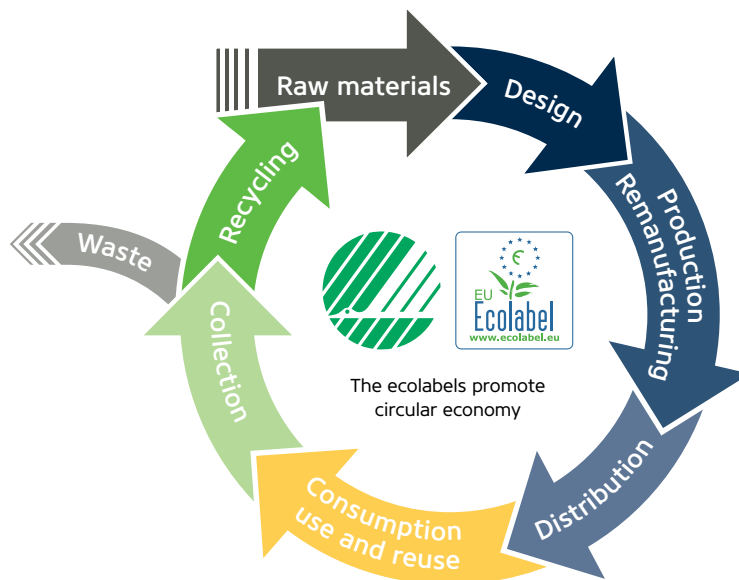 Raw materials
Design
Production
Remanufacturing
Distribution
Consumption
use and reuse
Collection
Recycling
Waste
EU
Ecolabel
www.ecolabel.eu
The ecolabels promote
circular economy